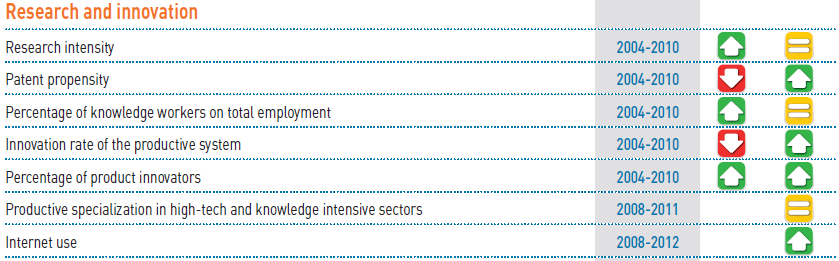 Research and innovation
Research intensity 2004-2010
Patent propensity 2004-2010
Percentage of knowledge workers on total employment 2004-2010
Innovation rate of the productive system 2004-2010
Percentage of product innovators 2004-2010
Productive specialization in high-tech and knowledge intensive sectors 2008-2011
Internet use 2008-2012